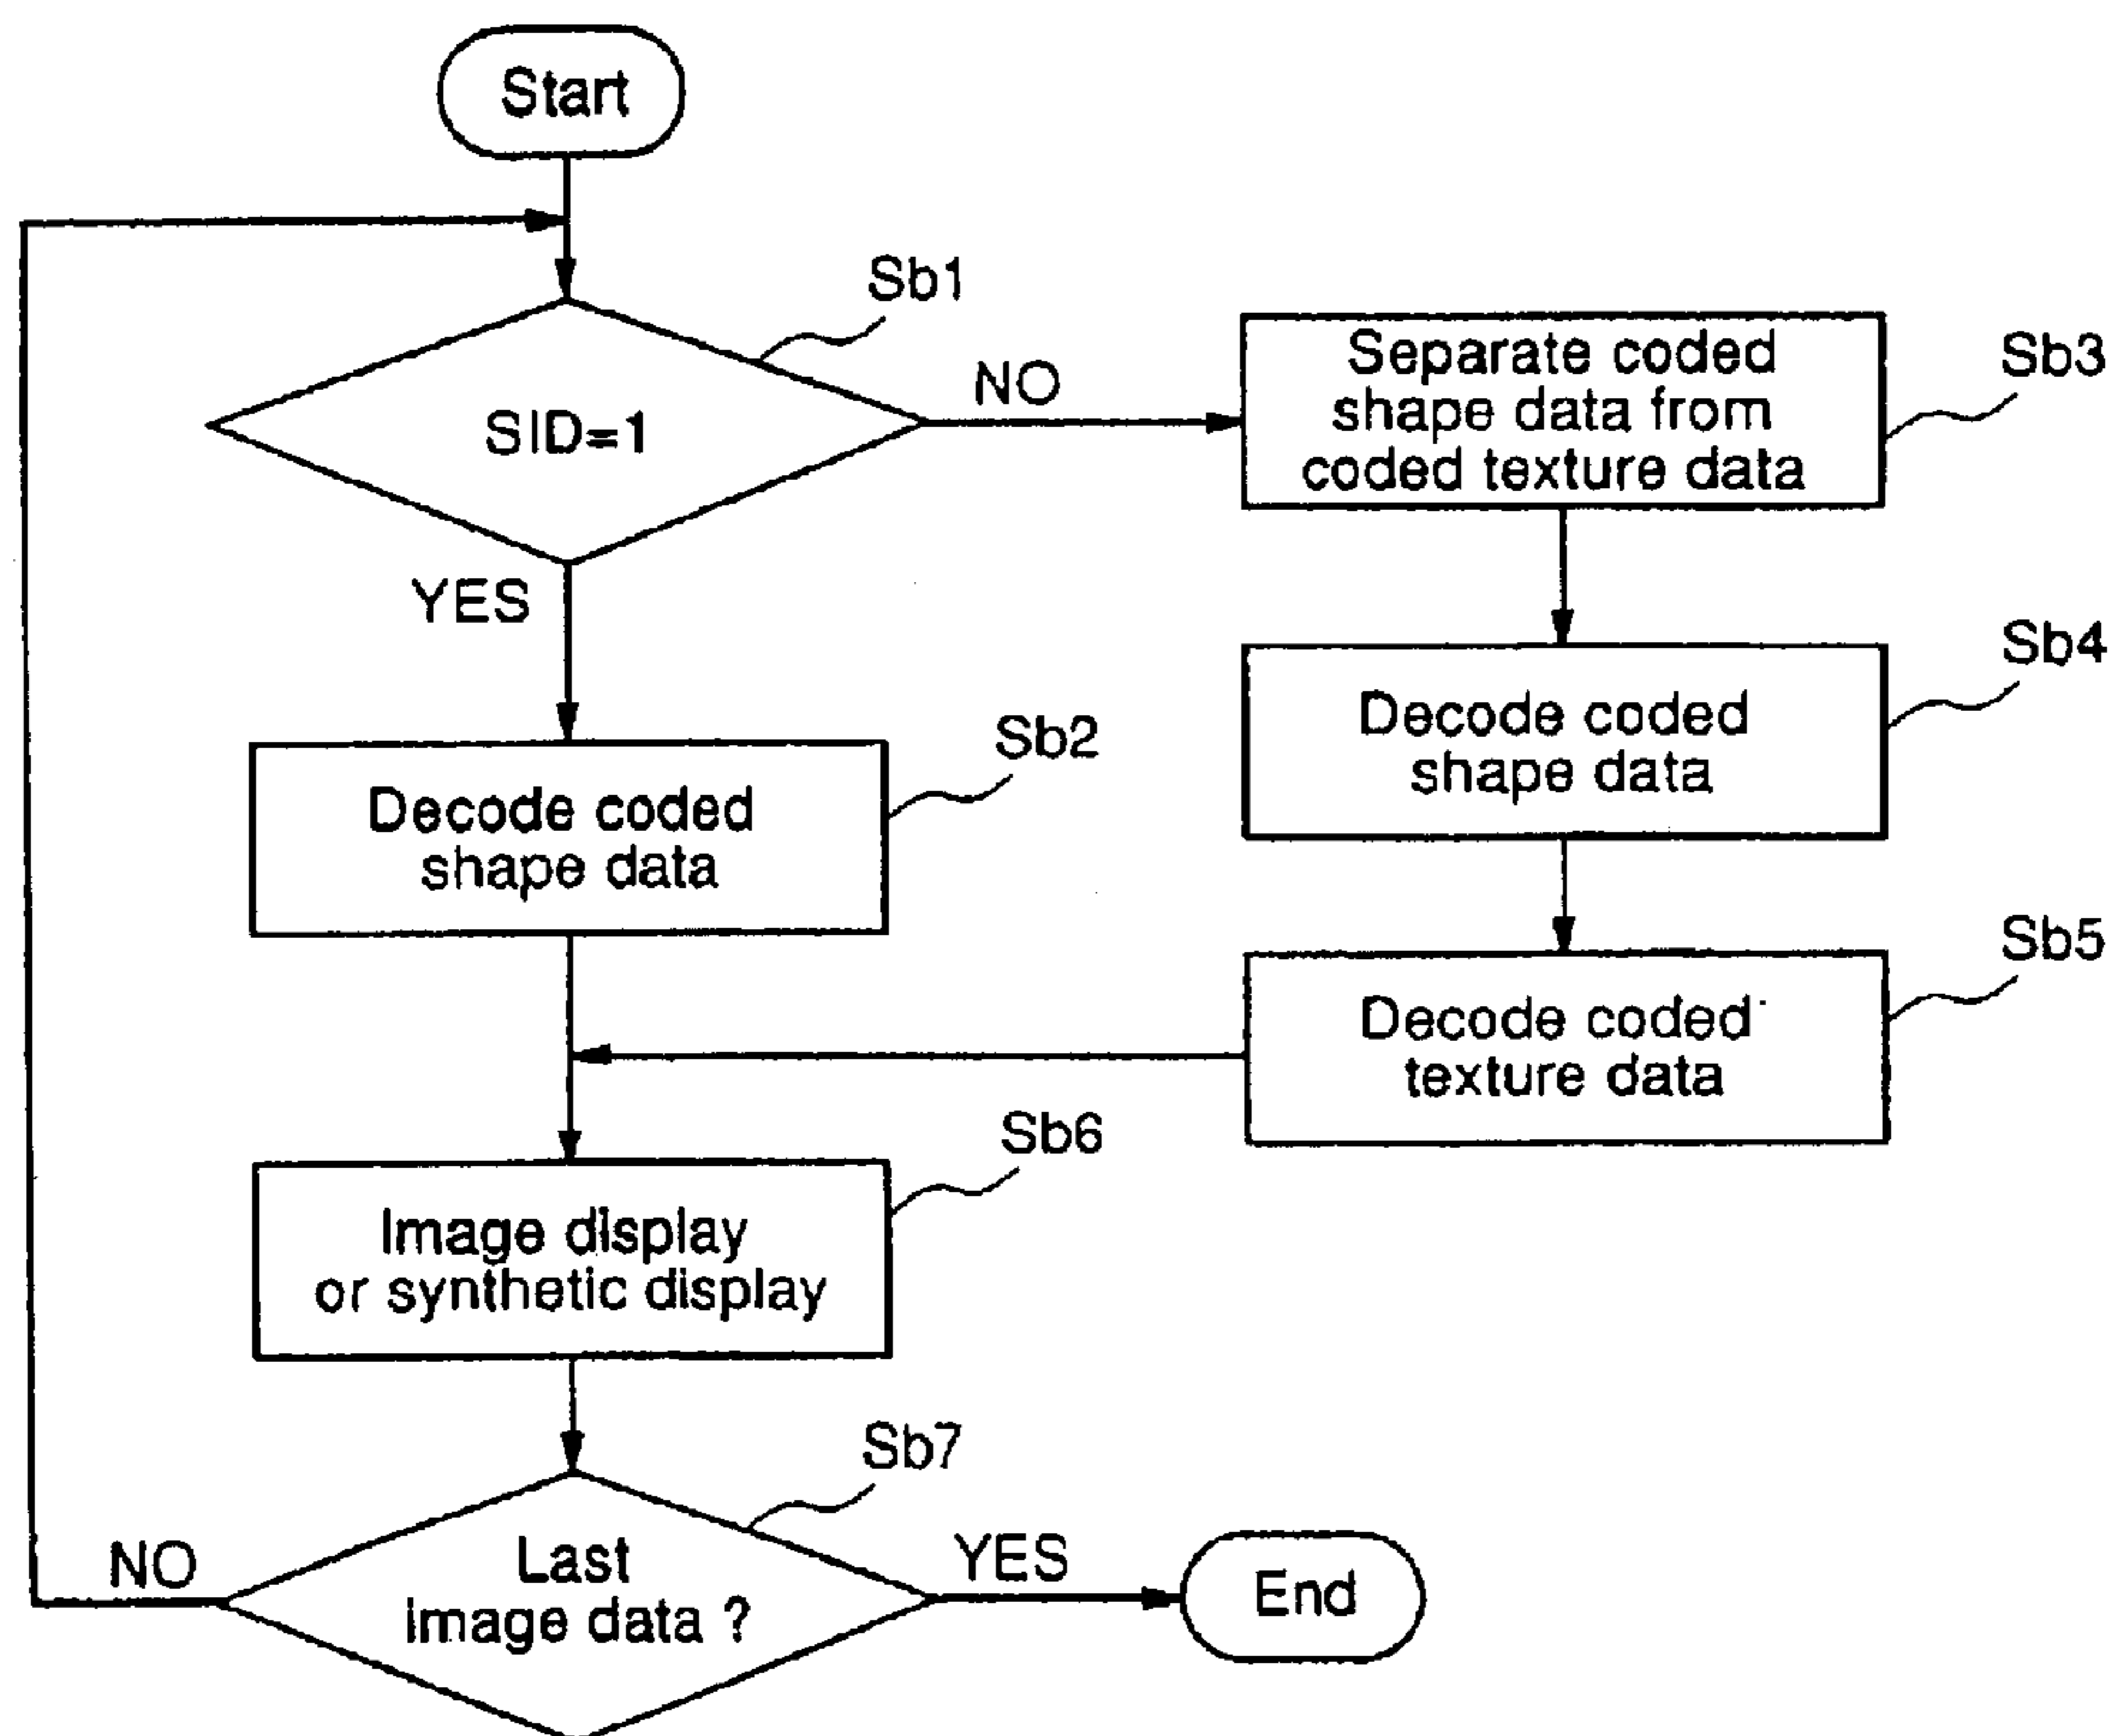 Start
Sb1
SID=1
NO
YES
Separate coded
shape data from
coded texture data
Sb3
Decode coded
shape data
Sb4
Sb2
Decode coded
shape data
Decode coded
texture data
Sb5
Sb6
Image display
or synthetic display
Sb7
Last
image data ?
NO
YES
End